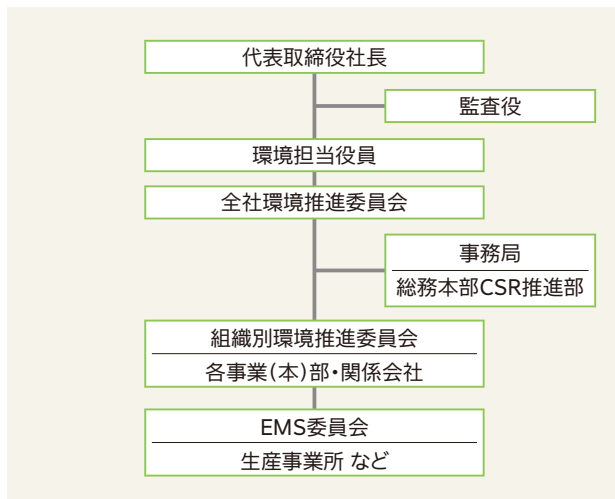 代表取締役社長
監査役
環境担当役員
全社環境推進委員会
事務局
総務本部CSR推進部
組織別環境推進委員会
各事業(本)部・関係会社
EMS委員会
生産事業所 など